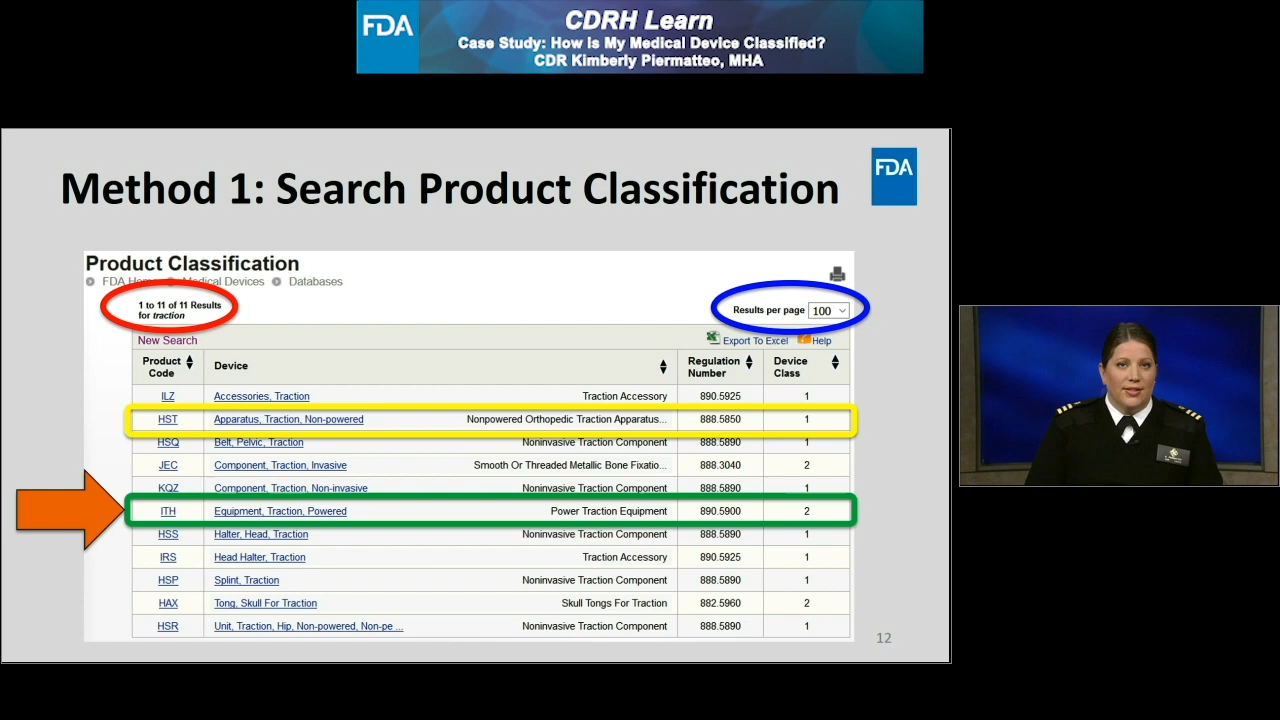 FDA
CDRH Learn
Case Study: How is My Medical Device Classified?
CDR Kimberly Piermatteo, MHA
Method 1: Search Product Classification
FDA
Product Classification
FDA Home Medical Devices Databases
1 to 11 of 11 Results
for traction
Results per page 100
New Search
Export To Excel Help
Product Code Device Regulation Number Device Class
ILZ Accessories, Traction Traction Accessory 890.5925 1
HST Apparatus, Traction, Non-powered Nonpowered Orthopedic Traction Apparatus... 888.5850 1
HSQ Belt, Pelvic, Traction Noninvasive Traction Component 888.5890 1
JEC Component, Traction, Invasive Smooth Or Threaded Metallic Bone Fixatio... 888.3040 2
KQZ Component, Traction, Non-invasive Noninvasive Traction Component 888.5890 1
ITH Equipment, Traction, Powered Power Traction Equipment 890.5900 2
HSS Halter, Head, Traction Noninvasive Traction Component 888.5890 1
IRS Head Halter, Traction Traction Accessory 890.5925 1
HSP Splint, Traction Noninvasive Traction Component 888.5890 1
HAX Tong, Skull For Traction Skull Tongs For Traction 882.5960 2
HSR Unit, Traction, Hip, Non-powered, Non-pe ... Noninvasive Traction Component 888.5890 1
12